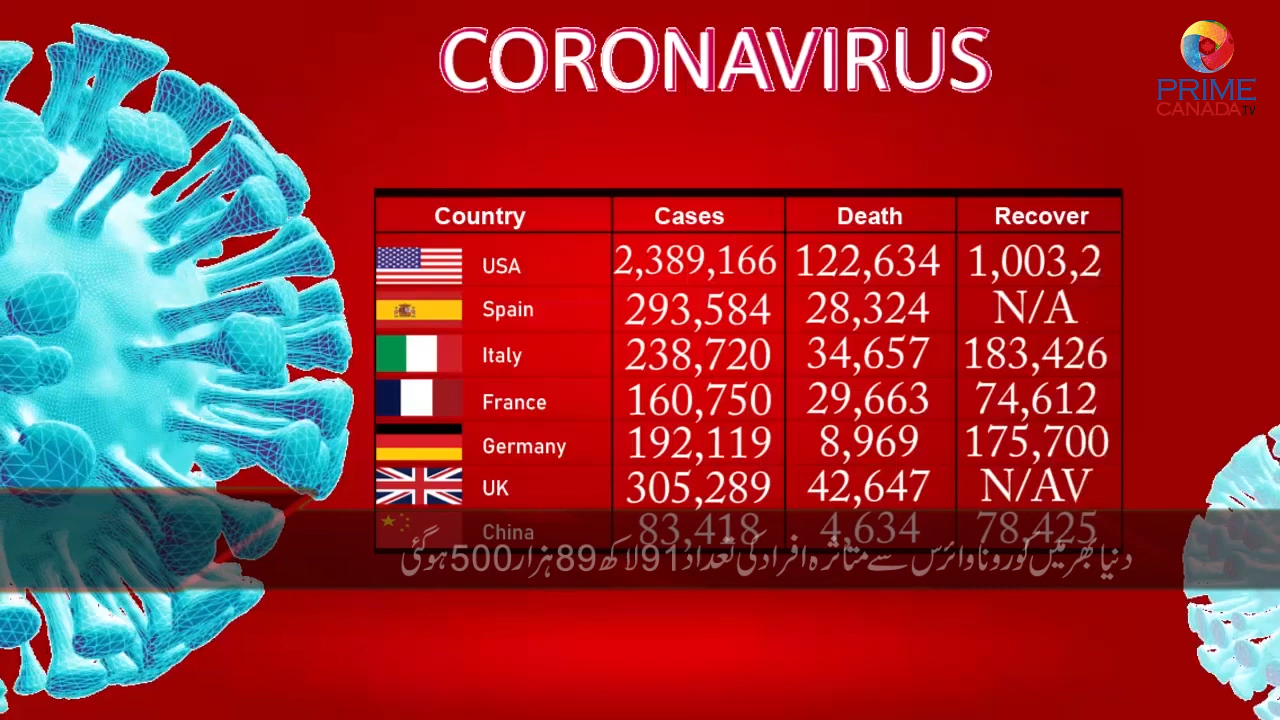 CORONAVIRUS
PRIME
CANADA TV
Country Cases Death Recover
USA 2,389,166 122,634 1,003,2
Spain 293,584 28,324 N/A
Italy 238,720 34,657 183,426
France 160,750 29,663 74,612
Germany 192,119 8,969 175,700
UK 305,289 42,647 N/AV
China 83,418 4,634 78,425
دنیا بھر میں کورونا وائرس سے متاثرہ افراد کی تعداد 91 لاکھ 89 ہزار 500 ہوگئی